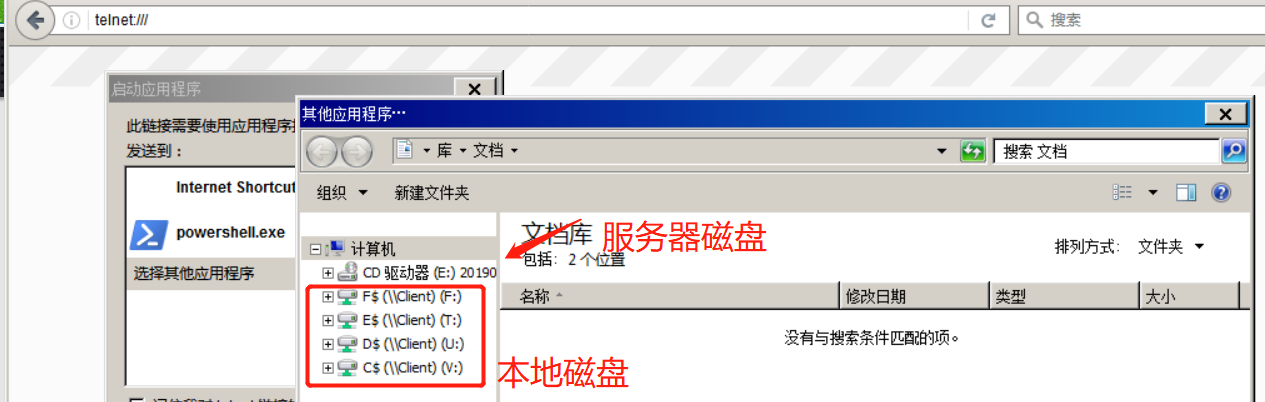 telnet:///
搜索
启动应用程序
此链接需要使用应用程序
发送到：
Internet Shortcut
powershell.exe
选择其他应用程序
其他应用程序…
库 文档
搜索 文档
组织 新建文件夹
计算机
CD 驱动器 (E:) 20190
F$ (\\Client) (F:)
E$ (\\Client) (T:)
D$ (\\Client) (U:)
C$ (\\Client) (V:)
文档库
包括： 2 个位置
服务器磁盘
排列方式： 文件夹
名称 修改日期 类型 大小
没有与搜索条件匹配的项。
本地磁盘